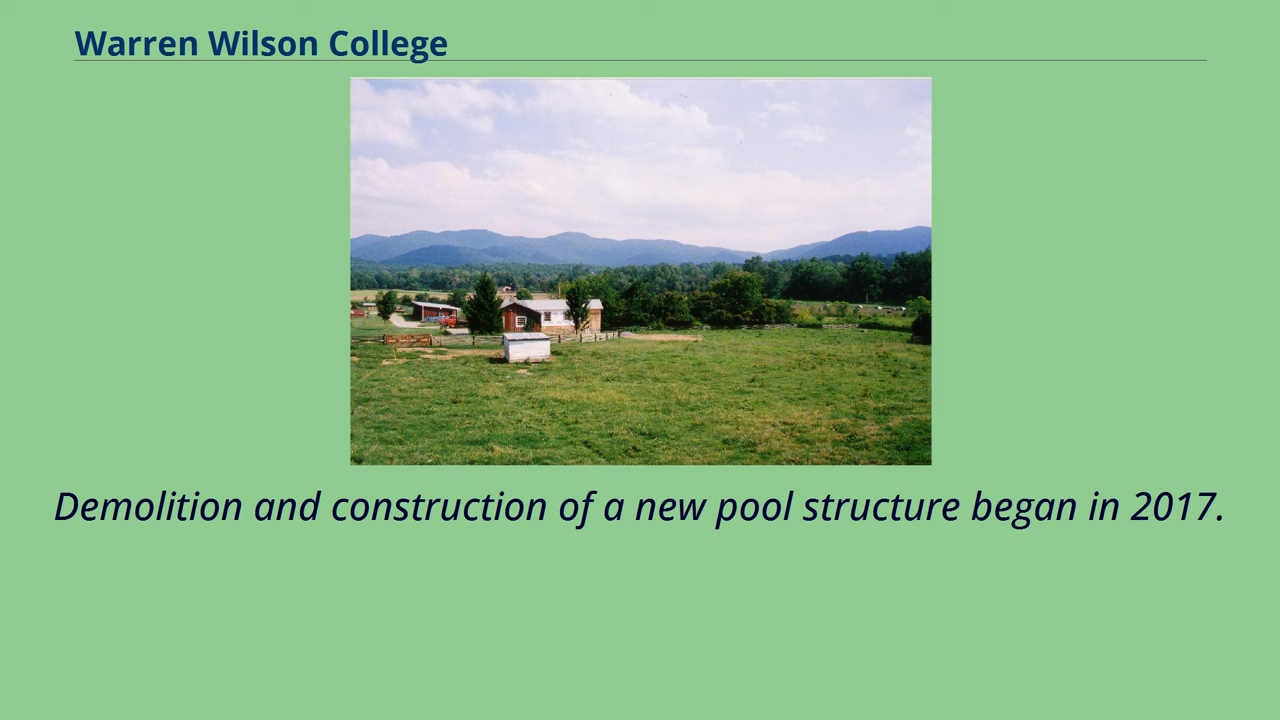 Warren Wilson College
Demolition and construction of a new pool structure began in 2017.